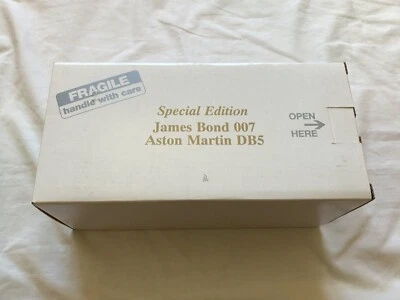 FRAGILE
handle with care
Special Edition
James Bond 007
Aston Martin DB5
OPEN
HERE